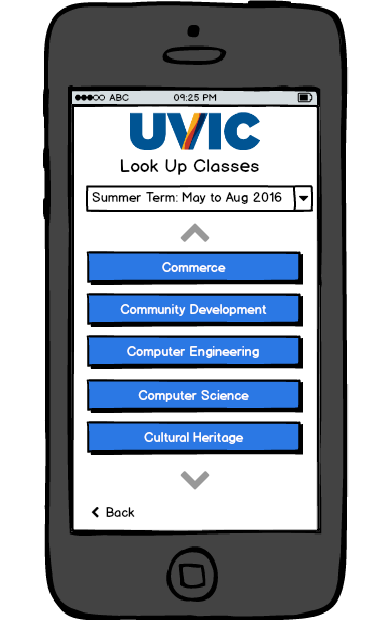 ABC 09:25 PM
UVIC
Look Up Classes
Summer Term: May to Aug 2016
Commerce
Community Development
Computer Engineering
Computer Science
Cultural Heritage
Back